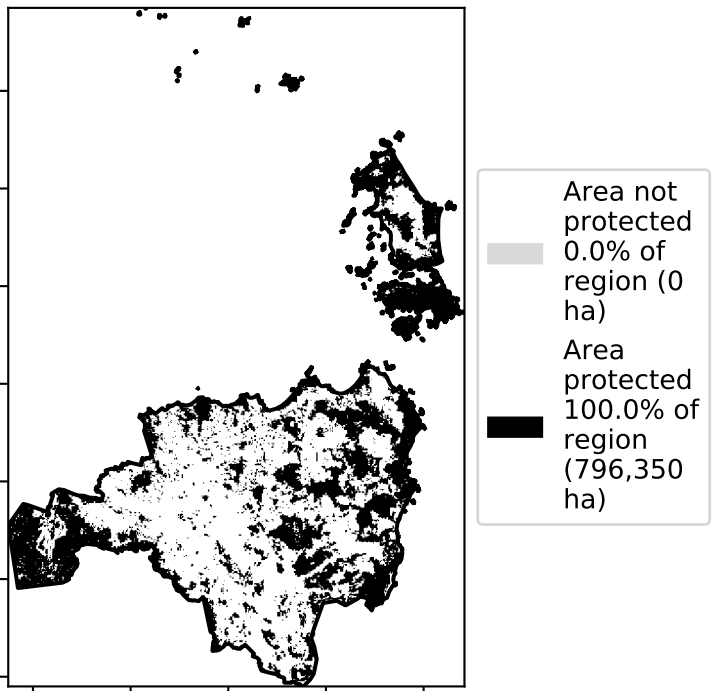 Area not
protected
0.0% of
region (0
ha)
Area
protected
100.0% of
region
(796,350
ha)